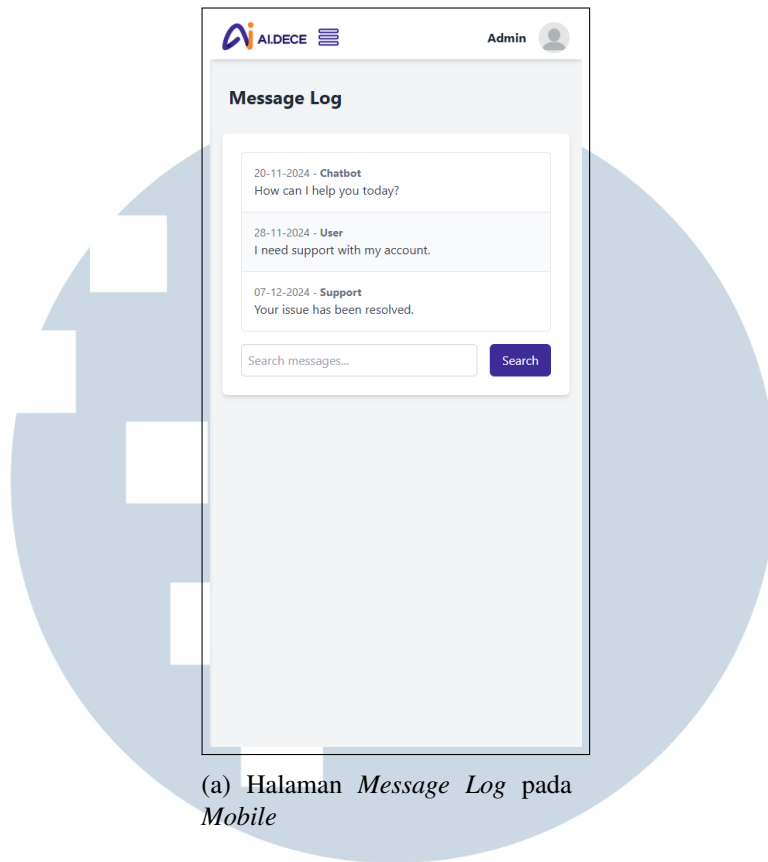 Ai AI.DECE Admin
Message Log
20-11-2024 - Chatbot
How can I help you today?
28-11-2024 - User
I need support with my account.
07-12-2024 - Support
Your issue has been resolved.
Search messages... Search
(a) Halaman Message Log pada
Mobile